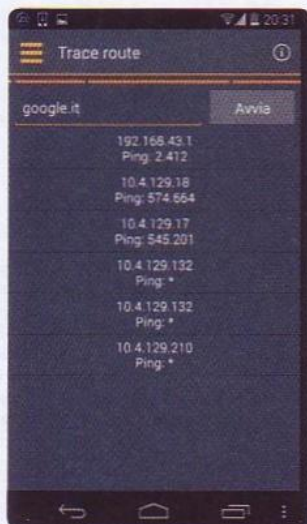 20:31
Trace route
google.it
Avvia
192.168.43.1
Ping: 2.412
10.4.129.18
Ping: 574.664
10.4.129.17
Ping: 545.201
10.4.129.132
Ping: *
10.4.129.132
Ping: *
10.4.129.210
Ping: *